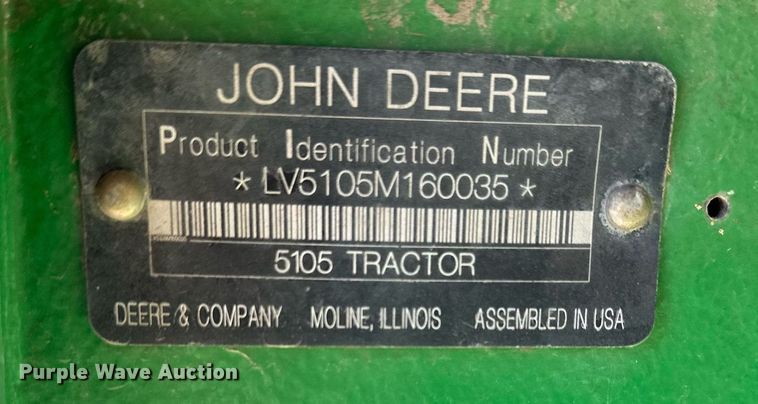 JOHN DEERE
Product Identification Number
* LV5105M160035 *
5105 TRACTOR
DEERE & COMPANY MOLINE, ILLINOIS ASSEMBLED IN USA
Purple Wave Auction